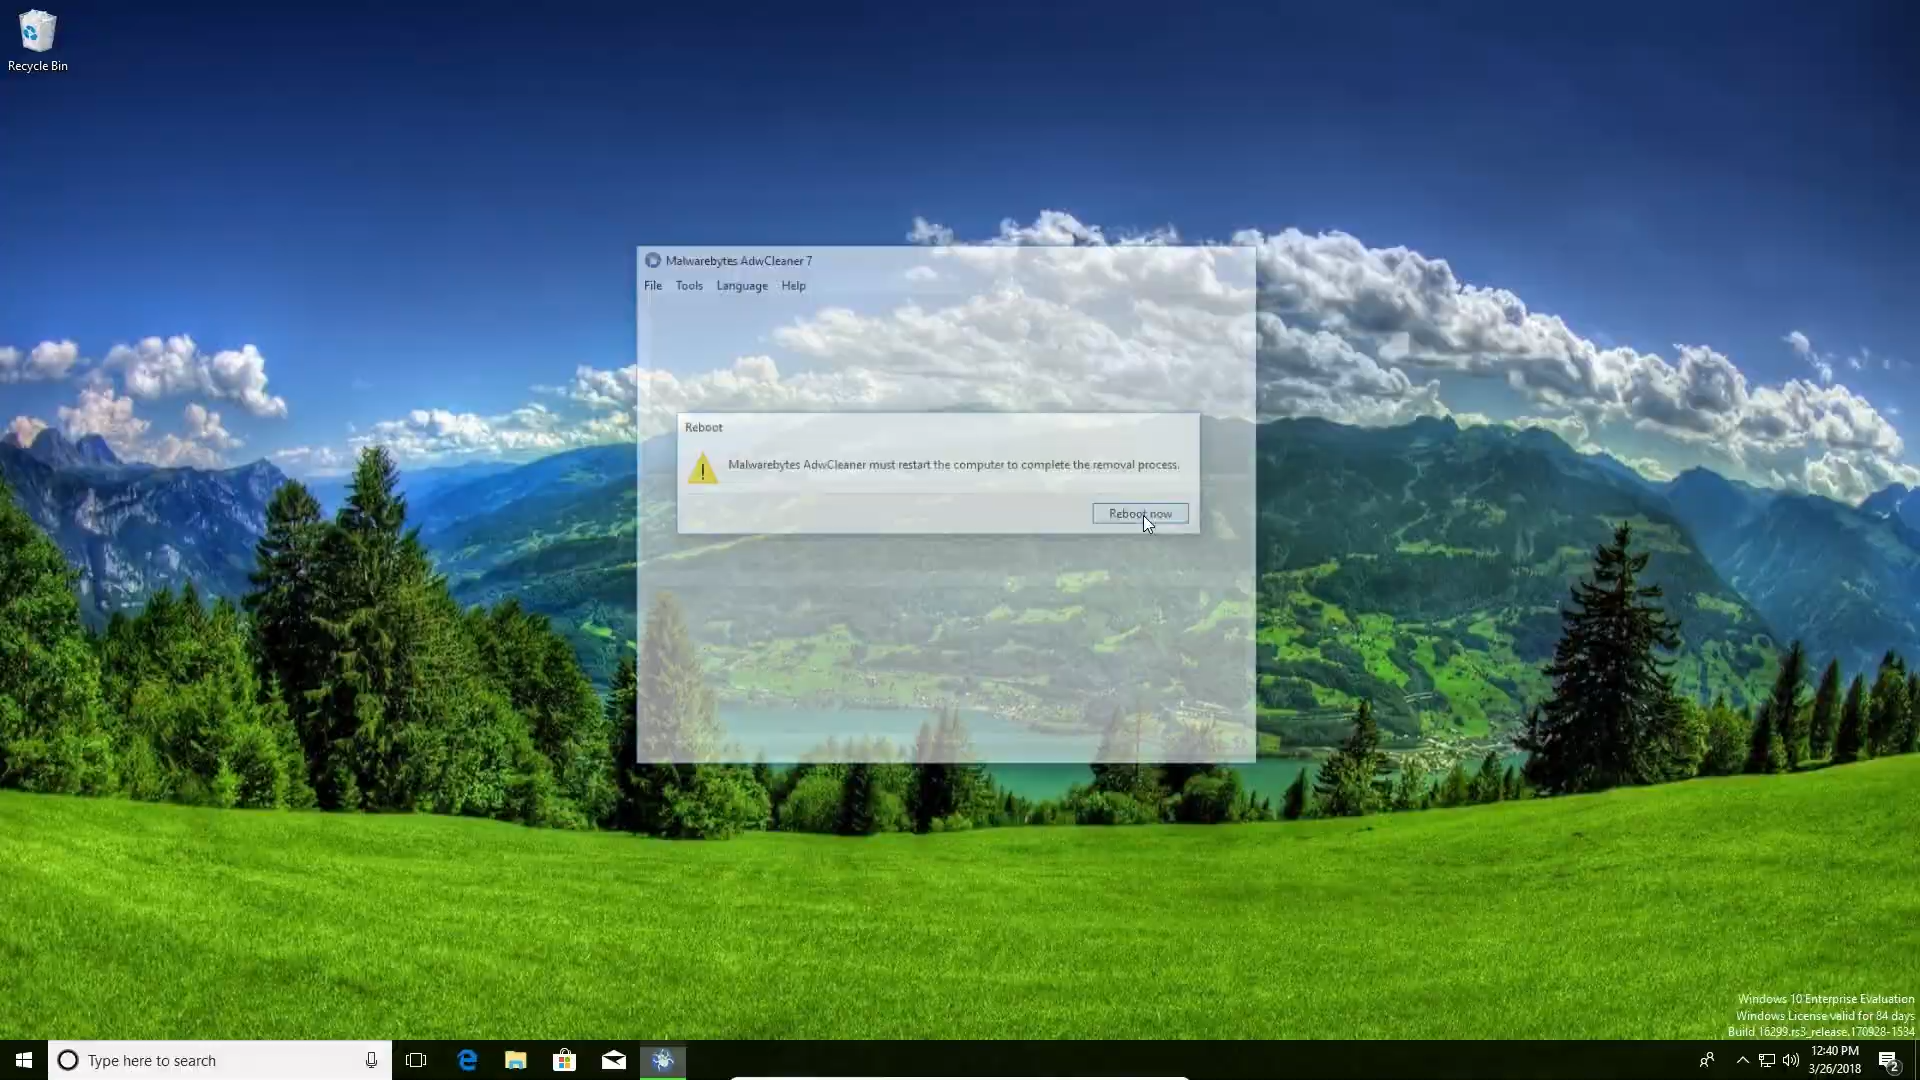 Recycle Bin
Malwarebytes AdwCleaner 7
File Tools Language Help
Reboot
Malwarebytes AdwCleaner must restart the computer to complete the removal process.
Reboot now
Windows 10 Enterprise Evaluation
Windows License valid for 84 days
Build 16299.rs3_release.170928-1534
Type here to search
12:40 PM
3/26/2018
2